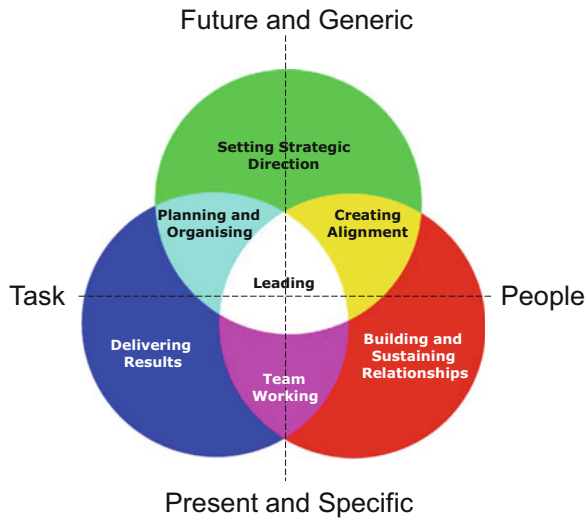 Future and Generic
Setting Strategic
Direction
Planning and
Organising
Creating
Alignment
Leading
Task
People
Delivering
Results
Building and
Sustaining
Relationships
Team
Working
Present and Specific